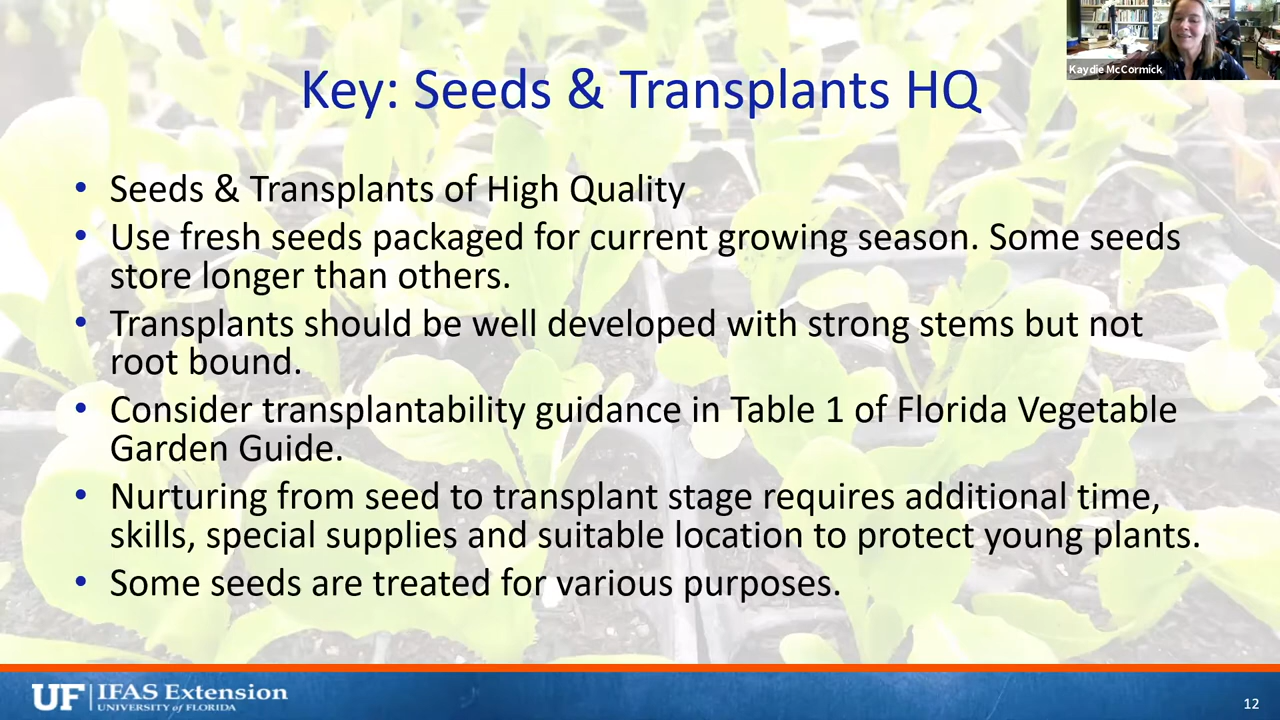 Kaydie McCormick
Key: Seeds & Transplants HQ
• Seeds & Transplants of High Quality
• Use fresh seeds packaged for current growing season. Some seeds
store longer than others.
• Transplants should be well developed with strong stems but not
root bound.
• Consider transplantability guidance in Table 1 of Florida Vegetable
Garden Guide.
• Nurturing from seed to transplant stage requires additional time,
skills, special supplies and suitable location to protect young plants.
• Some seeds are treated for various purposes.
UF | IFAS Extension
UNIVERSITY of FLORIDA
12